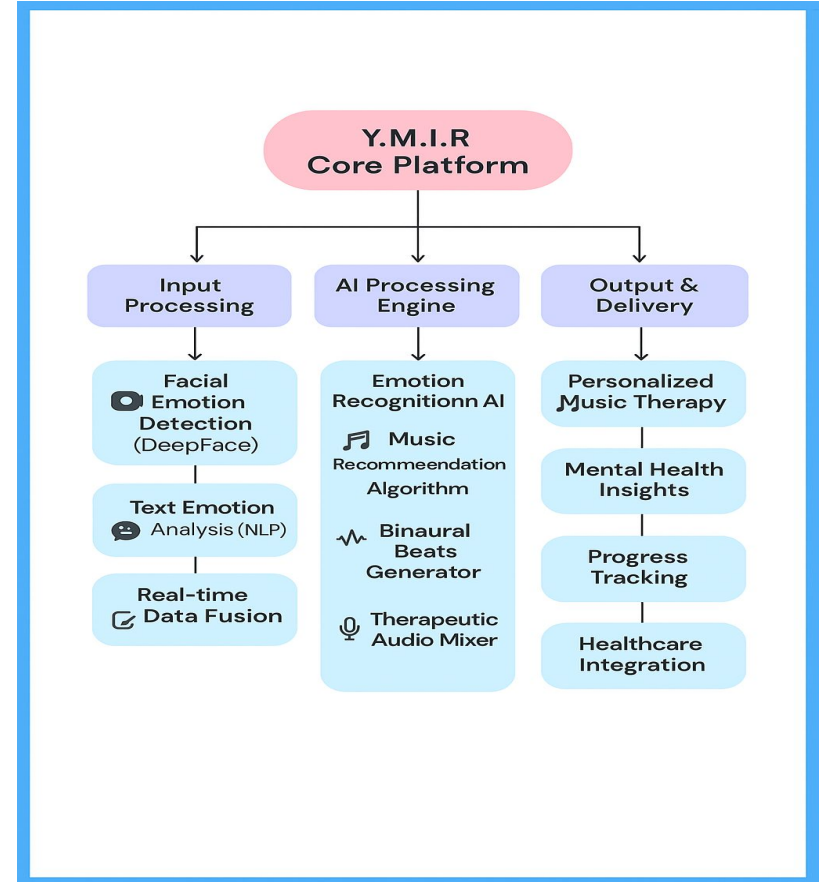 Y.M.I.R
Core Platform
Input
Processing
Facial
Emotion
Detection
(DeepFace)
Text Emotion
Analysis (NLP)
Real-time
Data Fusion
AI Processing
Engine
Emotion
Recognitionn AI
Music
Recommeendation
Algorithm
Binaural
Beats
Generator
Therapeutic
Audio Mixer
Output &
Delivery
Personalized
Music Therapy
Mental Health
Insights
Progress
Tracking
Healthcare
Integration